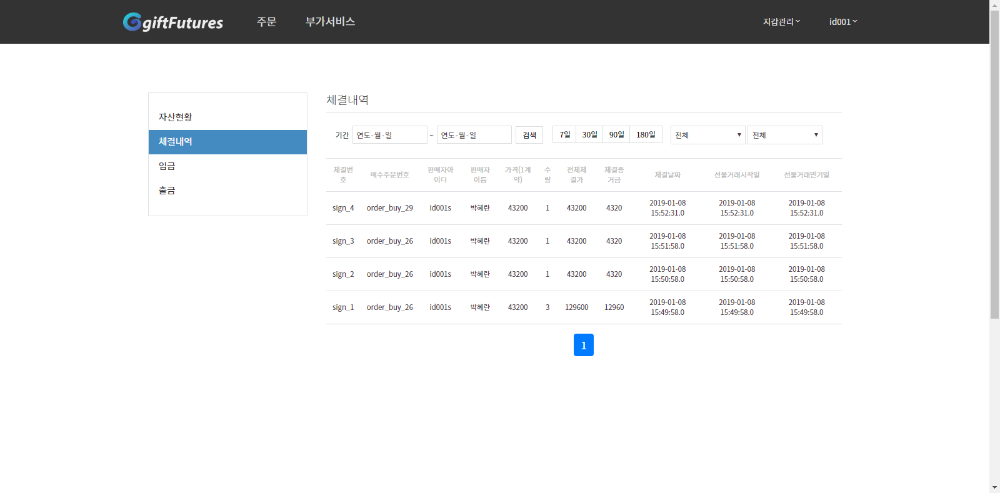 giftFutures 주문 부가서비스 지갑관리 id001
자산현황
체결내역
입금
출금
체결내역
기간 연도-월-일 ~ 연도-월-일 검색 7일 30일 90일 180일 전체 전체
체결번호 매수주문번호 판매자아이디 판매자이름 가격(1계약) 수량 전체체결가 체결증거금 체결날짜 선물거래시작일 선물거래만기일
sign_4 order_buy_29 id001s 박혜란 43200 1 43200 4320 2019-01-08 15:52:31.0 2019-01-08 15:52:31.0 2019-01-08 15:52:31.0
sign_3 order_buy_26 id001s 박혜란 43200 1 43200 4320 2019-01-08 15:51:58.0 2019-01-08 15:51:58.0 2019-01-08 15:51:58.0
sign_2 order_buy_26 id001s 박혜란 43200 1 43200 4320 2019-01-08 15:50:58.0 2019-01-08 15:50:58.0 2019-01-08 15:50:58.0
sign_1 order_buy_26 id001s 박혜란 43200 3 129600 12960 2019-01-08 15:49:58.0 2019-01-08 15:49:58.0 2019-01-08 15:49:58.0
1